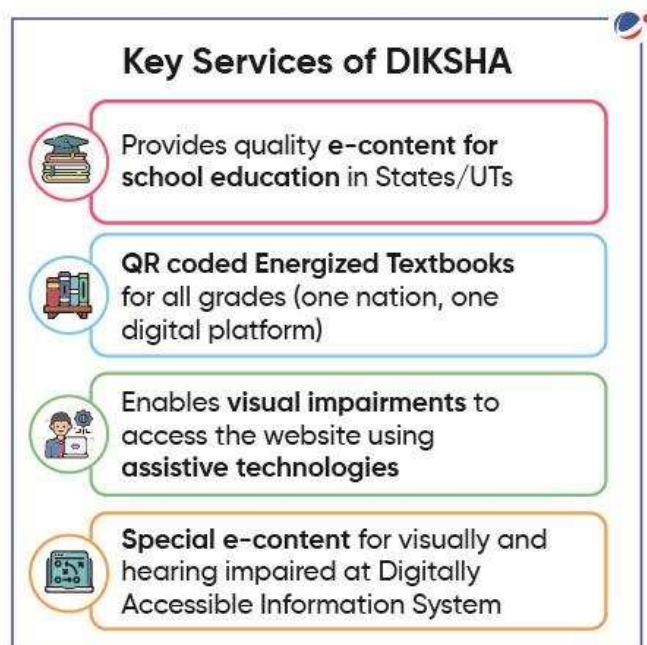 Key Services of DIKSHA
Provides quality e-content for
school education in States/UTs
QR coded Energized Textbooks
for all grades (one nation, one
digital platform)
Enables visual impairments to
access the website using
assistive technologies
Special e-content for visually and
hearing impaired at Digitally
Accessible Information System